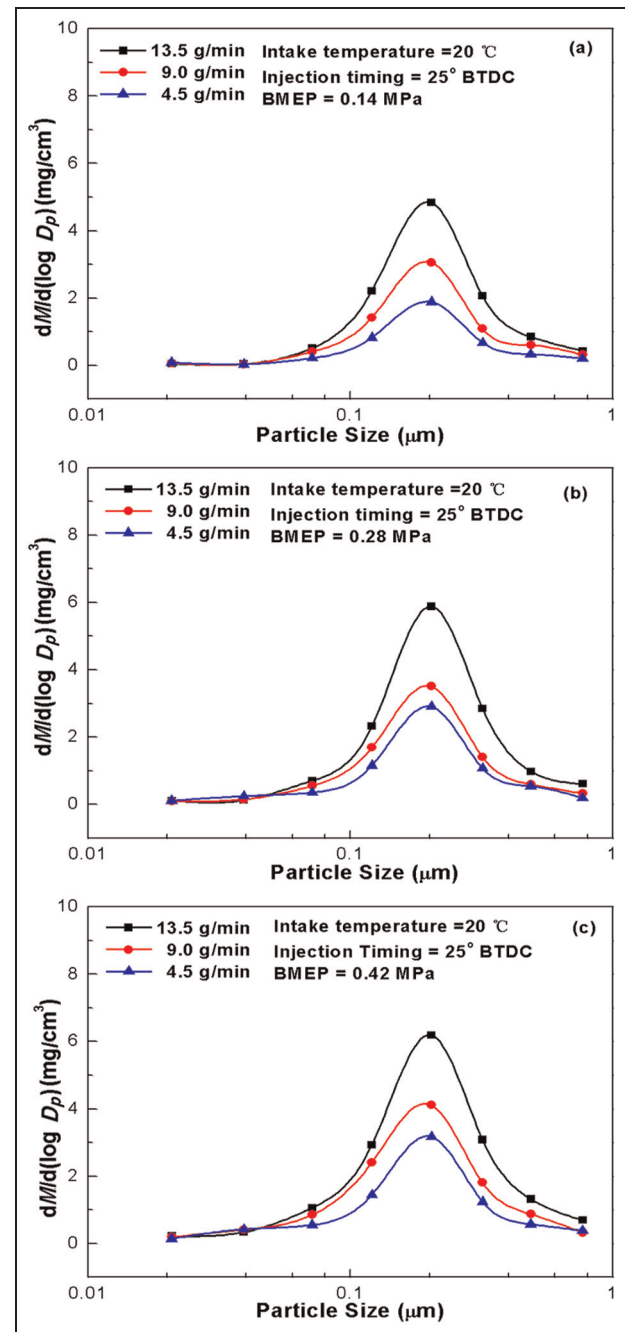 13.5 g/min Intake temperature =20 ℃ (a)
9.0 g/min Injection timing = 25° BTDC
4.5 g/min BMEP = 0.14 MPa
10
8
6
4
2
0
dM/d(log Dp)(mg/cm³)
0.01 0.1 1
Particle Size (μm)
13.5 g/min Intake temperature =20 ℃ (b)
9.0 g/min Injection timing = 25° BTDC
4.5 g/min BMEP = 0.28 MPa
10
8
6
4
2
0
dM/d(log Dp)(mg/cm³)
0.01 0.1 1
Particle Size (μm)
13.5 g/min Intake temperature =20 ℃ (c)
9.0 g/min Injection Timing = 25° BTDC
4.5 g/min BMEP = 0.42 MPa
10
8
6
4
2
0
dM/d(log Dp)(mg/cm³)
0.01 0.1 1
Particle Size (μm)